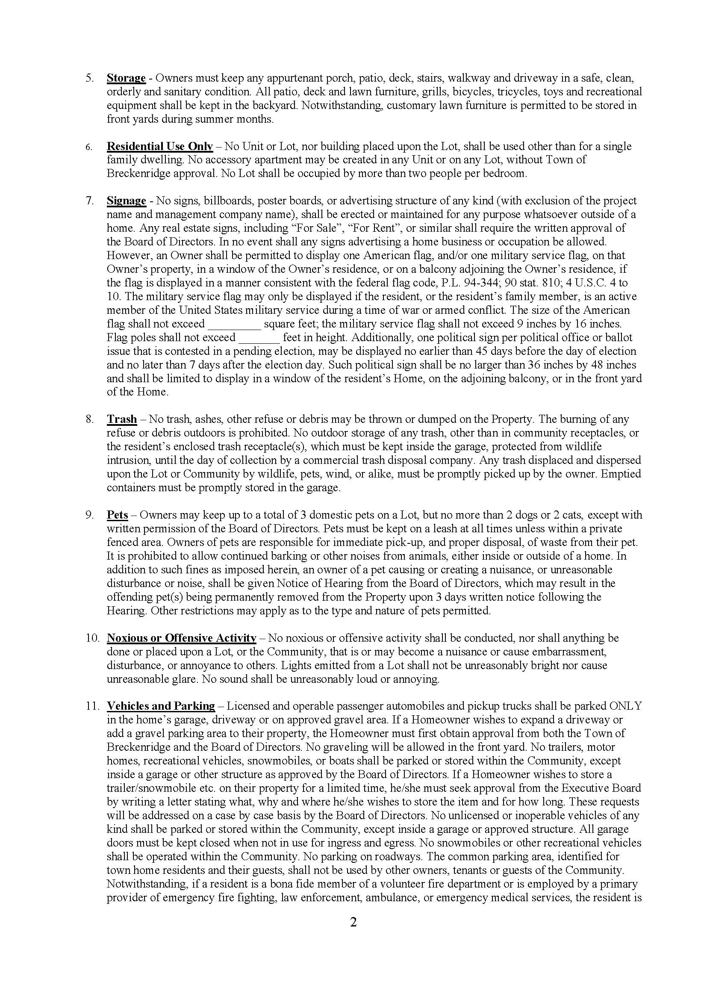 5. Storage - Owners must keep any appurtenant porch, patio, deck, stairs, walkway and driveway in a safe, clean,
orderly and sanitary condition. All patio, deck and lawn furniture, grills, bicycles, tricycles, toys and recreational
equipment shall be kept in the backyard. Notwithstanding, customary lawn furniture is permitted to be stored in
front yards during summer months.
6. Residential Use Only – No Unit or Lot, nor building placed upon the Lot, shall be used other than for a single
family dwelling. No accessory apartment may be created in any Unit or on any Lot, without Town of
Breckenridge approval. No Lot shall be occupied by more than two people per bedroom.
7. Signage - No signs, billboards, poster boards, or advertising structure of any kind (with exclusion of the project
name and management company name), shall be erected or maintained for any purpose whatsoever outside of a
home. Any real estate signs, including “For Sale”, “For Rent”, or similar shall require the written approval of
the Board of Directors. In no event shall any signs advertising a home business or occupation be allowed.
However, an Owner shall be permitted to display one American flag, and/or one military service flag, on that
Owner’s property, in a window of the Owner’s residence, or on a balcony adjoining the Owner’s residence, if
the flag is displayed in a manner consistent with the federal flag code, P.L. 94-344; 90 stat. 810; 4 U.S.C. 4 to
10. The military service flag may only be displayed if the resident, or the resident’s family member, is an active
member of the United States military service during a time of war or armed conflict. The size of the American
flag shall not exceed _________ square feet; the military service flag shall not exceed 9 inches by 16 inches.
Flag poles shall not exceed _______ feet in height. Additionally, one political sign per political office or ballot
issue that is contested in a pending election, may be displayed no earlier than 45 days before the day of election
and no later than 7 days after the election day. Such political sign shall be no larger than 36 inches by 48 inches
and shall be limited to display in a window of the resident’s Home, on the adjoining balcony, or in the front yard
of the Home.
8. Trash – No trash, ashes, other refuse or debris may be thrown or dumped on the Property. The burning of any
refuse or debris outdoors is prohibited. No outdoor storage of any trash, other than in community receptacles, or
the resident’s enclosed trash receptacle(s), which must be kept inside the garage, protected from wildlife
intrusion, until the day of collection by a commercial trash disposal company. Any trash displaced and dispersed
upon the Lot or Community by wildlife, pets, wind, or alike, must be promptly picked up by the owner. Emptied
containers must be promptly stored in the garage.
9. Pets – Owners may keep up to a total of 3 domestic pets on a Lot, but no more than 2 dogs or 2 cats, except with
written permission of the Board of Directors. Pets must be kept on a leash at all times unless within a private
fenced area. Owners of pets are responsible for immediate pick-up, and proper disposal, of waste from their pet.
It is prohibited to allow continued barking or other noises from animals, either inside or outside of a home. In
addition to such fines as imposed herein, an owner of a pet causing or creating a nuisance, or unreasonable
disturbance or noise, shall be given Notice of Hearing from the Board of Directors, which may result in the
offending pet(s) being permanently removed from the Property upon 3 days written notice following the
Hearing. Other restrictions may apply as to the type and nature of pets permitted.
10. Noxious or Offensive Activity – No noxious or offensive activity shall be conducted, nor shall anything be
done or placed upon a Lot, or the Community, that is or may become a nuisance or cause embarrassment,
disturbance, or annoyance to others. Lights emitted from a Lot shall not be unreasonably bright nor cause
unreasonable glare. No sound shall be unreasonably loud or annoying.
11. Vehicles and Parking – Licensed and operable passenger automobiles and pickup trucks shall be parked ONLY
in the home’s garage, driveway or on approved gravel area. If a Homeowner wishes to expand a driveway or
add a gravel parking area to their property, the Homeowner must first obtain approval from both the Town of
Breckenridge and the Board of Directors. No graveling will be allowed in the front yard. No trailers, motor
homes, recreational vehicles, snowmobiles, or boats shall be parked or stored within the Community, except
inside a garage or other structure as approved by the Board of Directors. If a Homeowner wishes to store a
trailer/snowmobile etc. on their property for a limited time, he/she must seek approval from the Executive Board
by writing a letter stating what, why and where he/she wishes to store the item and for how long. These requests
will be addressed on a case by case basis by the Board of Directors. No unlicensed or inoperable vehicles of any
kind shall be parked or stored within the Community, except inside a garage or approved structure. All garage
doors must be kept closed when not in use for ingress and egress. No snowmobiles or other recreational vehicles
shall be operated within the Community. No parking on roadways. The common parking area, identified for
town home residents and their guests, shall not be used by other owners, tenants or guests of the Community.
Notwithstanding, if a resident is a bona fide member of a volunteer fire department or is employed by a primary
provider of emergency fire fighting, law enforcement, ambulance, or emergency medical services, the resident is
2